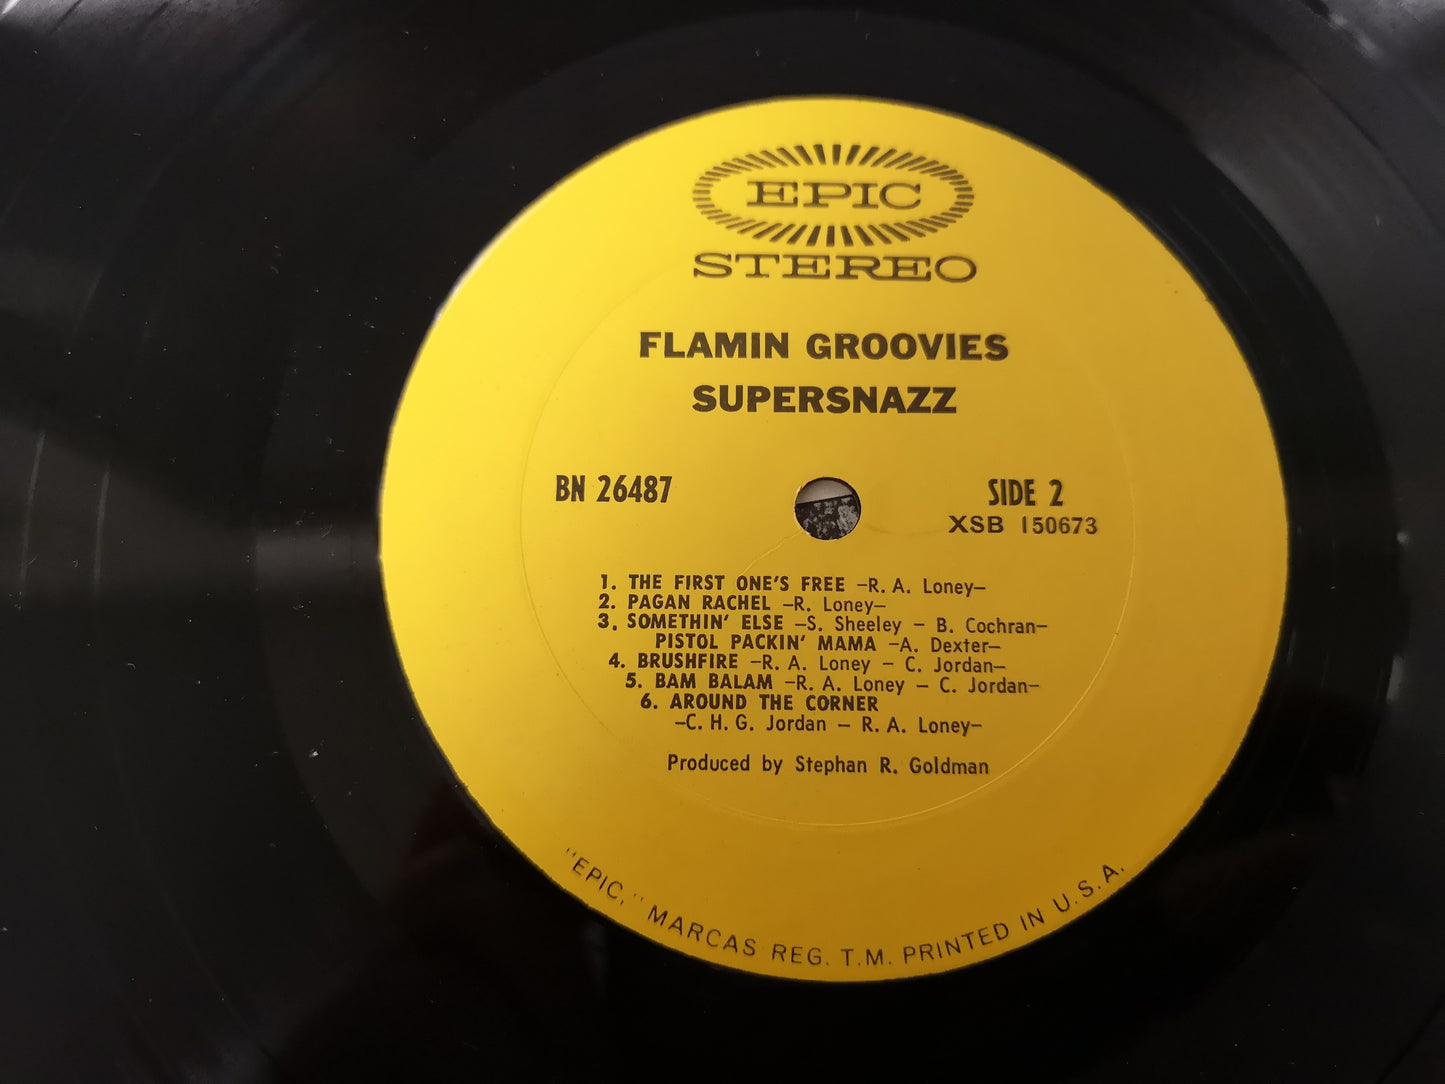 EPIC
STEREO
FLAMIN GROOVIES
SUPERSNAZZ
BN 26487
SIDE 2
XSB 150673
1. THE FIRST ONE'S FREE –R. A. Loney–
2. PAGAN RACHEL –R. Loney–
3. SOMETHIN' ELSE –S. Sheeley – B. Cochran–
PISTOL PACKIN' MAMA –A. Dexter–
4. BRUSHFIRE –R. A. Loney – C. Jordan–
5. BAM BALAM –R. A. Loney – C. Jordan–
6. AROUND THE CORNER
–C. H. G. Jordan – R. A. Loney–
Produced by Stephan R. Goldman
"EPIC," MARCAS REG. T.M. PRINTED IN U.S.A.